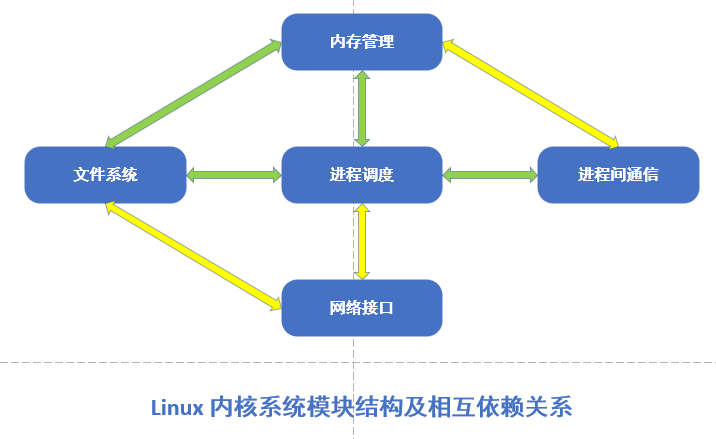 内存管理
文件系统
进程调度
进程间通信
网络接口
Linux 内核系统模块结构及相互依赖关系